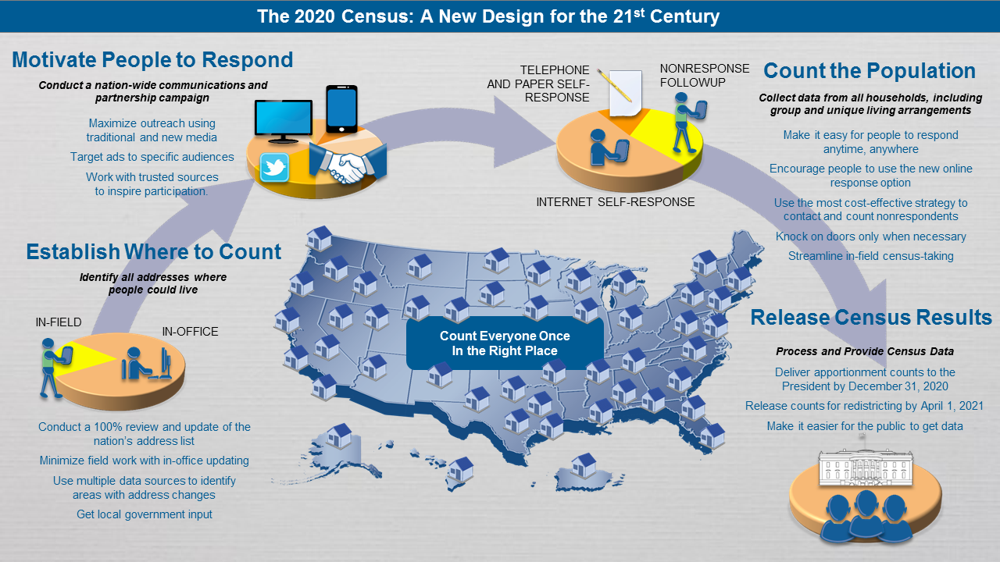 The 2020 Census: A New Design for the 21st Century
Motivate People to Respond
Conduct a nation-wide communications and
partnership campaign
Maximize outreach using
traditional and new media
Target ads to specific audiences
Work with trusted sources
to inspire participation.
TELEPHONE
AND PAPER SELF-
RESPONSE
NONRESPONSE
FOLLOWUP
INTERNET SELF-RESPONSE
Count the Population
Collect data from all households, including
group and unique living arrangements
Make it easy for people to respond
anytime, anywhere
Encourage people to use the new online
response option
Use the most cost-effective strategy to
contact and count nonrespondents
Knock on doors only when necessary
Streamline in-field census-taking
Establish Where to Count
Identify all addresses where
people could live
IN-FIELD
IN-OFFICE
Conduct a 100% review and update of the
nation's address list
Minimize field work with in-office updating
Use multiple data sources to identify
areas with address changes
Get local government input
Count Everyone Once
In the Right Place
Release Census Results
Process and Provide Census Data
Deliver apportionment counts to the
President by December 31, 2020
Release counts for redistricting by April 1, 2021
Make it easier for the public to get data